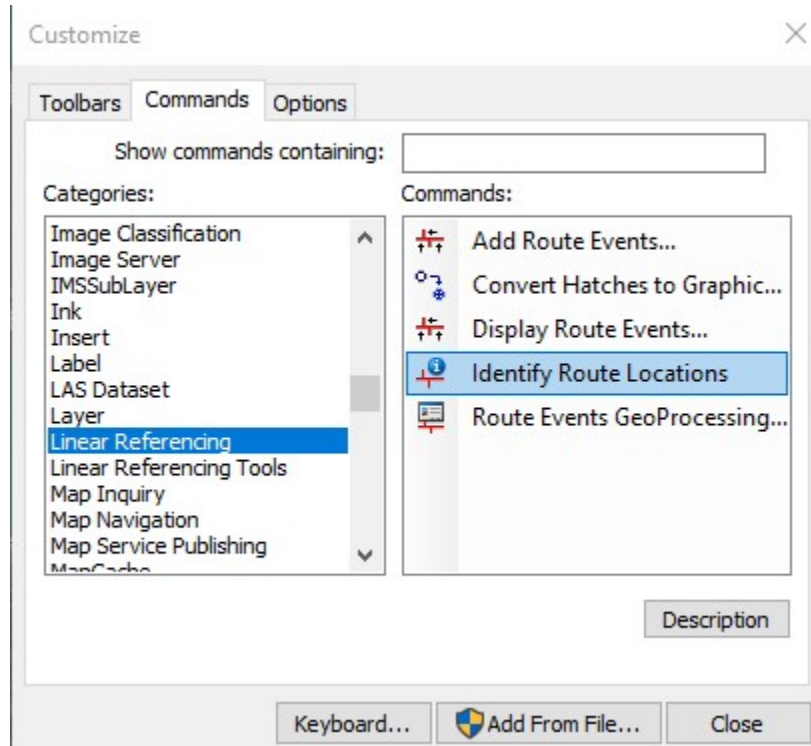 Customize
Toolbars Commands Options
Show commands containing:
Categories:
Image Classification
Image Server
IMSSubLayer
Ink
Insert
Label
LAS Dataset
Layer
Linear Referencing
Linear Referencing Tools
Map Inquiry
Map Navigation
Map Service Publishing
MapCache
Commands:
Add Route Events...
Convert Hatches to Graphic...
Display Route Events...
Identify Route Locations
Route Events GeoProcessing...
Description
Keyboard... Add From File... Close